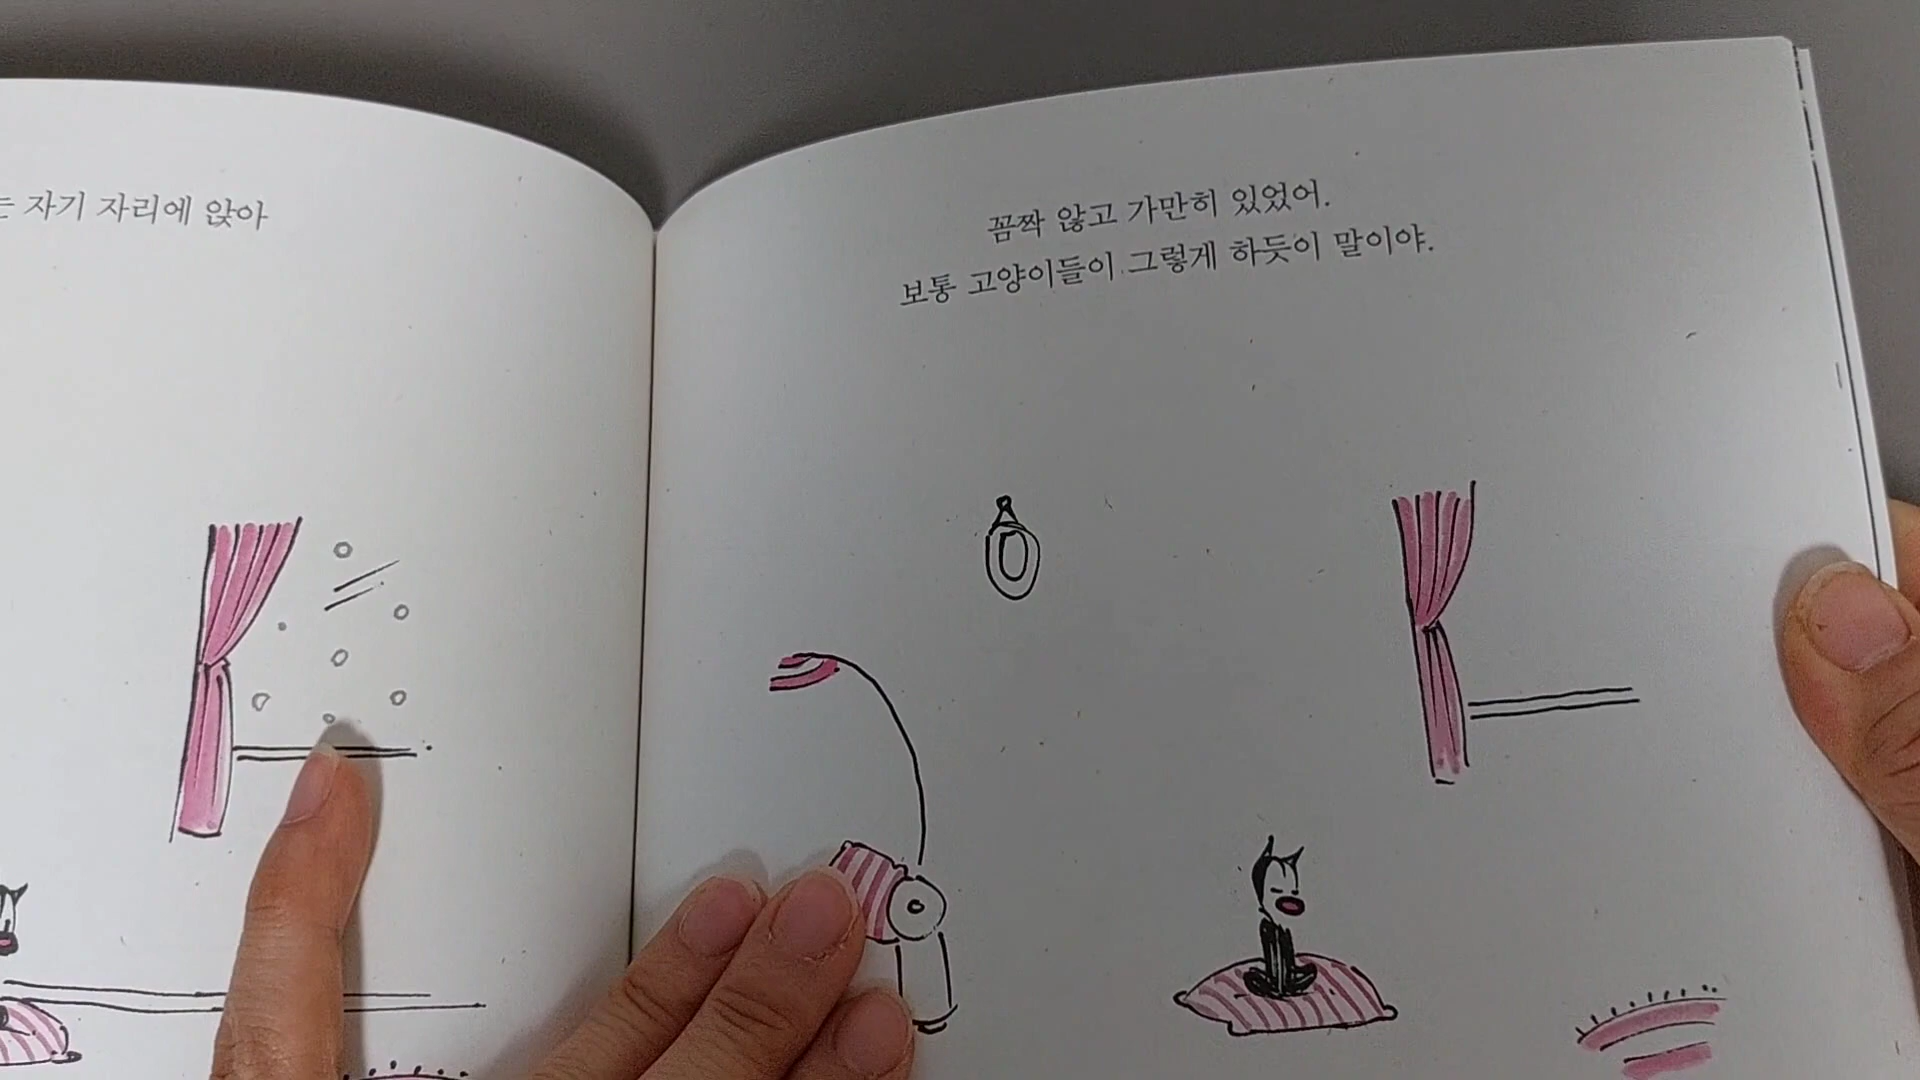 자기 자리에 앉아
꼼짝 않고 가만히 있었어.
보통 고양이들이 그렇게 하듯이 말이야.